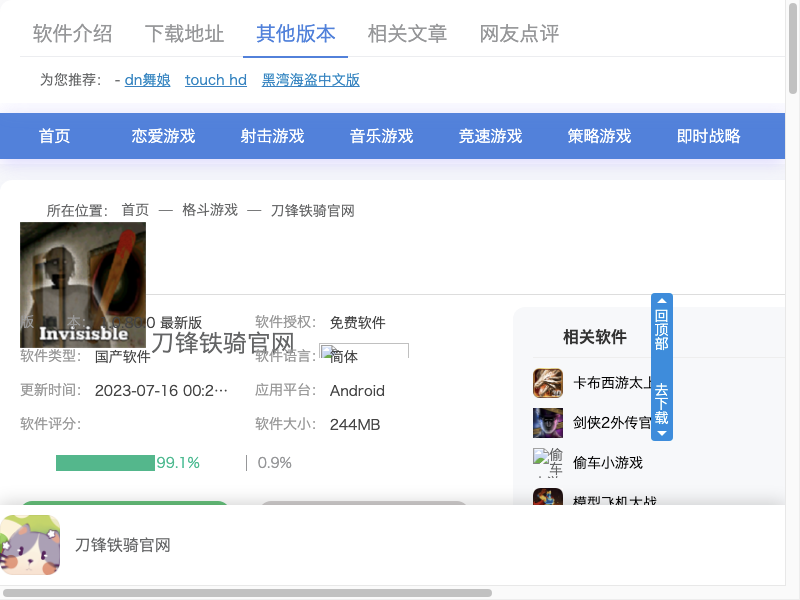 软件介绍 下载地址 其他版本 相关文章 网友点评
为您推荐： - dn舞娘 touch hd 黑湾海盗中文版
首页 恋爱游戏 射击游戏 音乐游戏 竞速游戏 策略游戏 即时战略
所在位置： 首页 — 格斗游戏 — 刀锋铁骑官网
Invisisble
刀锋铁骑官网
版 本： 0 最新版 软件授权： 免费软件
软件类型： 国产软件 软件语言： 简体
更新时间： 2023-07-16 00:2… 应用平台： Android
软件评分： 软件大小： 244MB
99.1% 0.9%
相关软件
卡布西游太上
剑侠2外传官
偷车 偷车小游戏
模型飞机大战
回顶部
去下载
刀锋铁骑官网